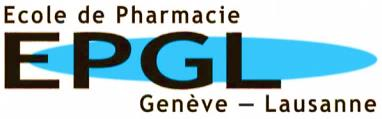 Ecole de Pharmacie
EPGL
Genève – Lausanne